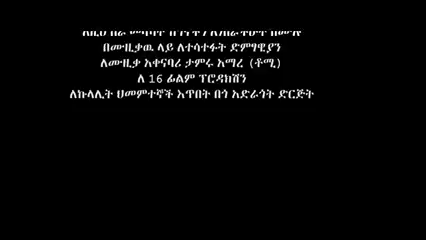 በሙዚቃዉ ላይ ለተሳተፉት ድምፃዊያን
ለሙዚቃ አቀናባሪ ታምሩ አማረ (ቶሚ)
ለ 16 ፊልም ፕሮዳክሽን
ለኩላሊት ህመምተኞች እጥበት በጎ አድራጎት ድርጅት